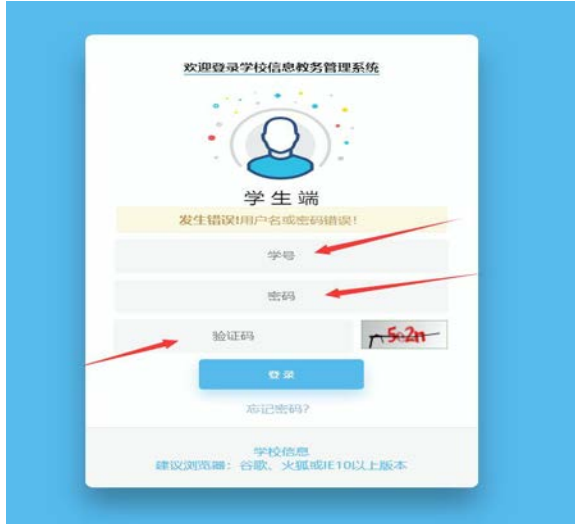 欢迎登录学校信息教务管理系统
学生端
发生错误!用户名或密码错误!
学号
密码
验证码
登录
忘记密码?
学校信息
建议浏览器：谷歌、火狐或IE10以上版本